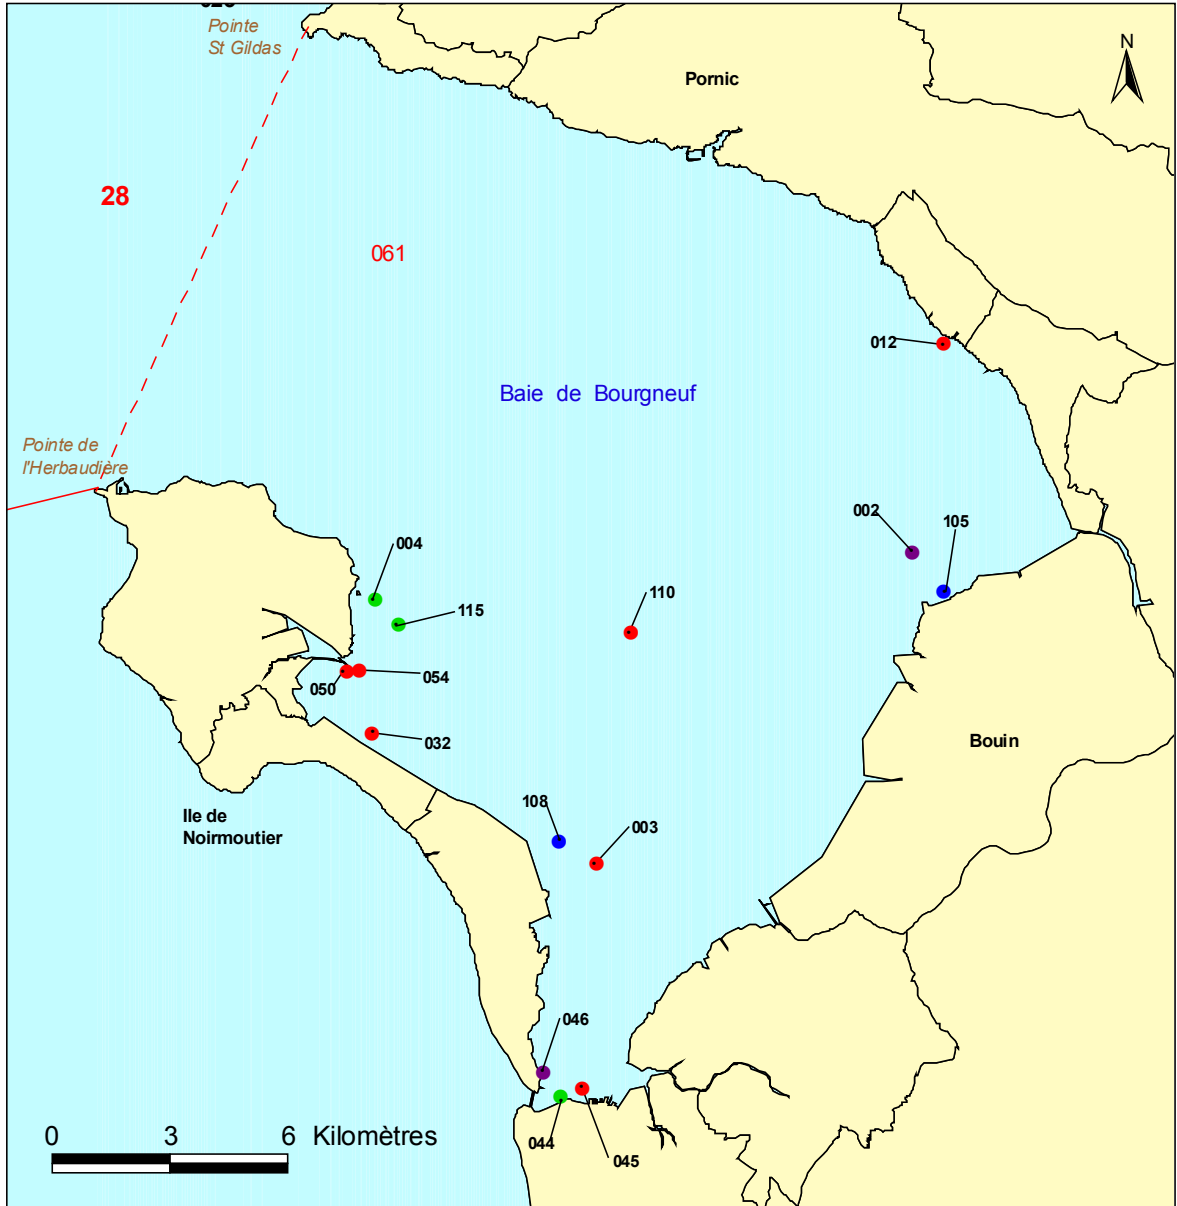 Pointe
St Gildas
Pornic
N
28
061
012
Baie de Bourgneuf
Pointe de
l'Herbaudière
002
105
004
115
110
050
054
032
Bouin
108
003
Ile de
Noirmoutier
046
044
045
0 3 6 Kilomètres